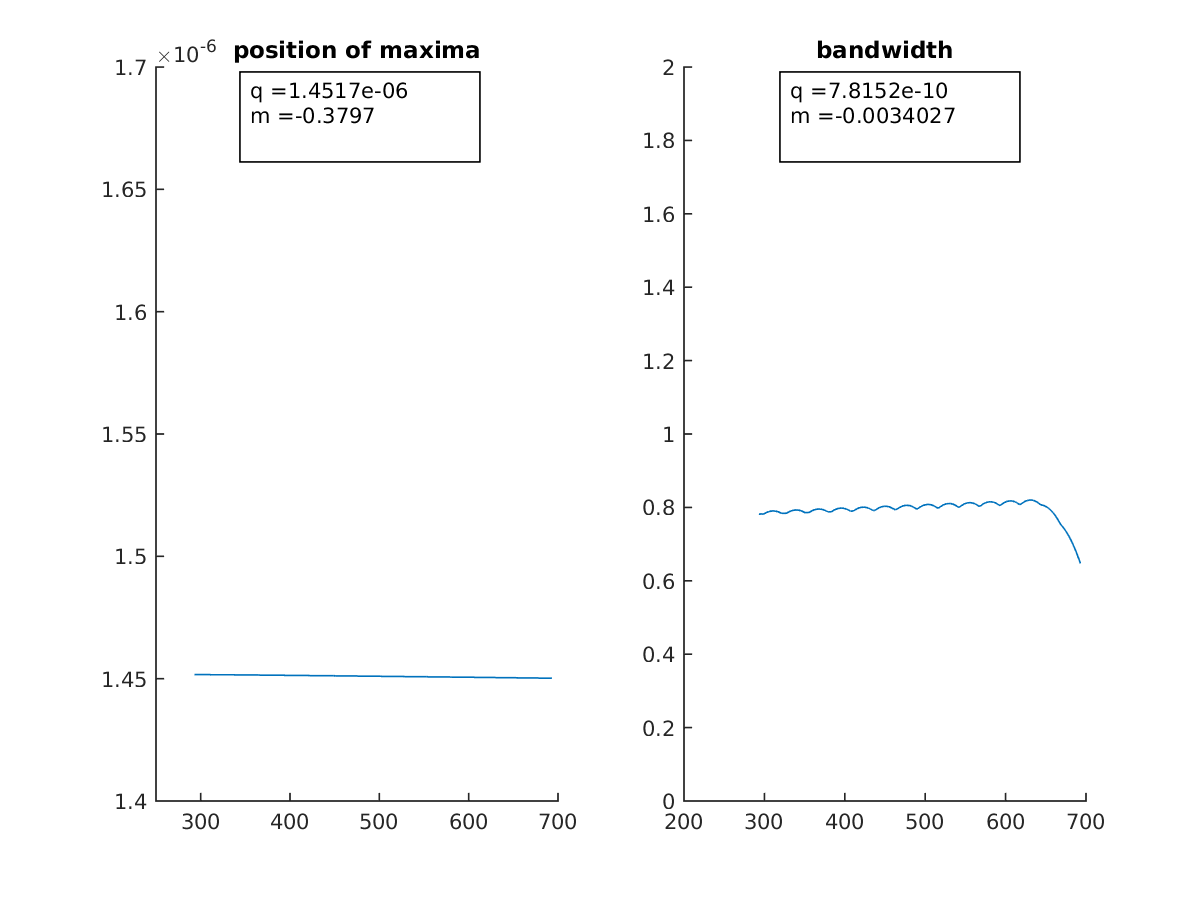 ×10-6
position of maxima
q =1.4517e-06
m =-0.3797
1.7
1.65
1.6
1.55
1.5
1.45
1.4
300 400 500 600 700
bandwidth
q =7.8152e-10
m =-0.0034027
2
1.8
1.6
1.4
1.2
1
0.8
0.6
0.4
0.2
0
200 300 400 500 600 700